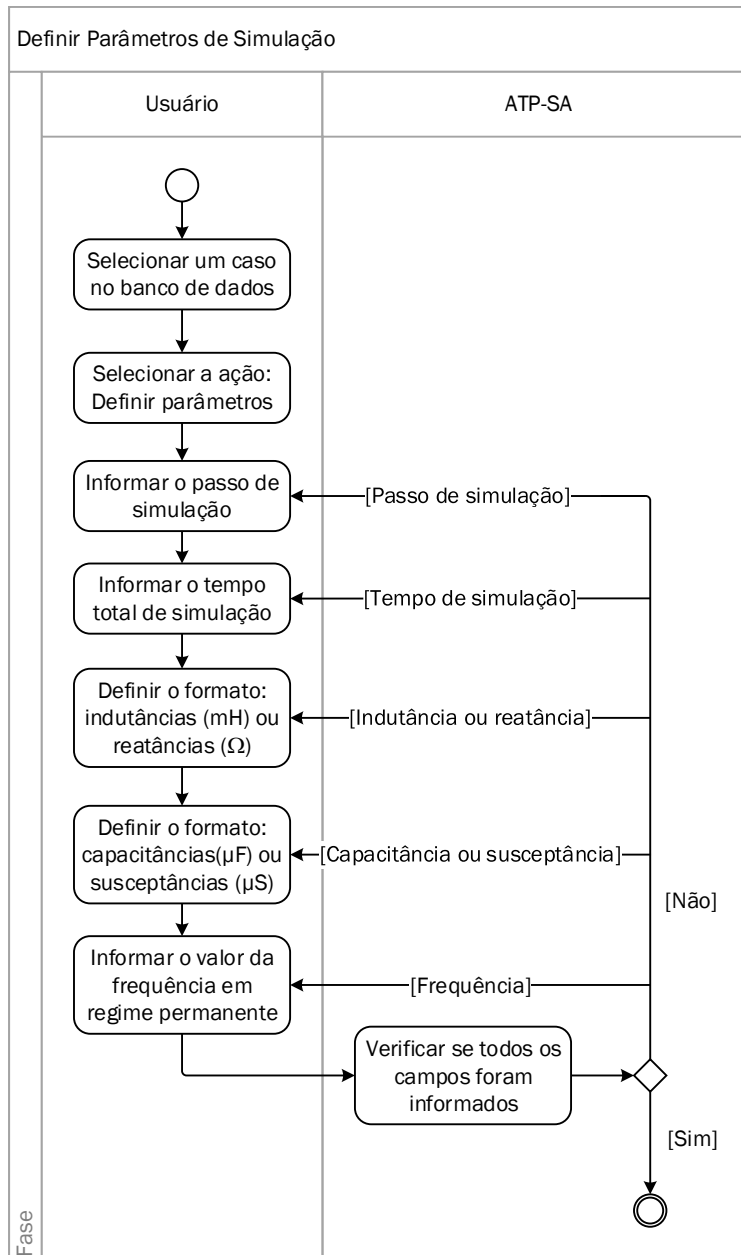 Definir Parâmetros de Simulação
Usuário
ATP-SA
Selecionar um caso
no banco de dados
Selecionar a ação:
Definir parâmetros
Informar o passo de
simulação
[Passo de simulação]
Informar o tempo
total de simulação
[Tempo de simulação]
Definir o formato:
indutâncias (mH) ou
reatâncias (Ω)
[Indutância ou reatância]
Definir o formato:
capacitâncias(µF) ou
susceptâncias (µS)
[Capacitância ou susceptância]
[Não]
Informar o valor da
frequência em
regime permanente
[Frequência]
Verificar se todos os
campos foram
informados
[Sim]
Fase